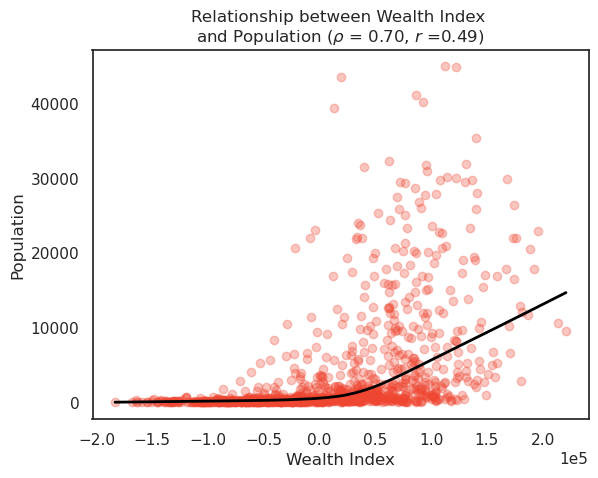 Relationship between Wealth Index
and Population (ρ = 0.70, r =0.49)
Population
40000
30000
20000
10000
0
−2.0 −1.5 −1.0 −0.5 0.0 0.5 1.0 1.5 2.0
1e5
Wealth Index